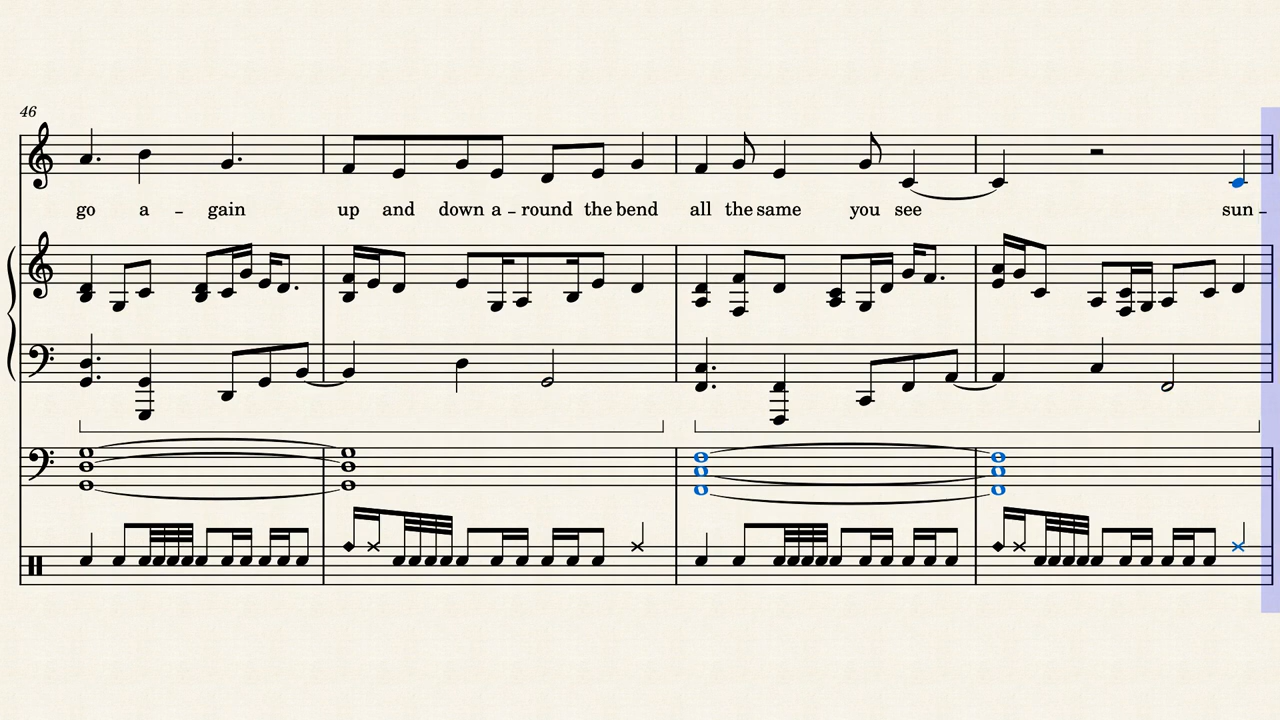 46
go a - gain up and down a - round the bend all the same you see sun -